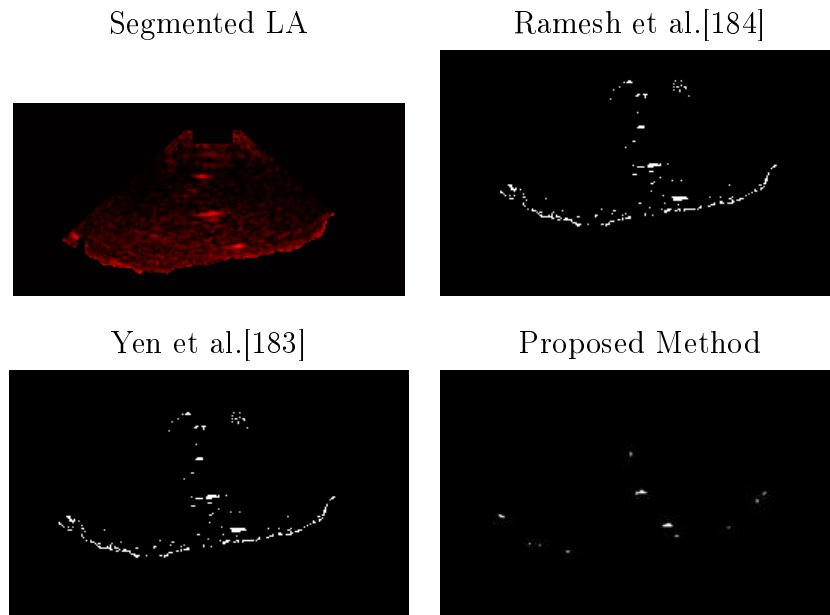 Segmented LA
Ramesh et al.[184]
Yen et al.[183]
Proposed Method